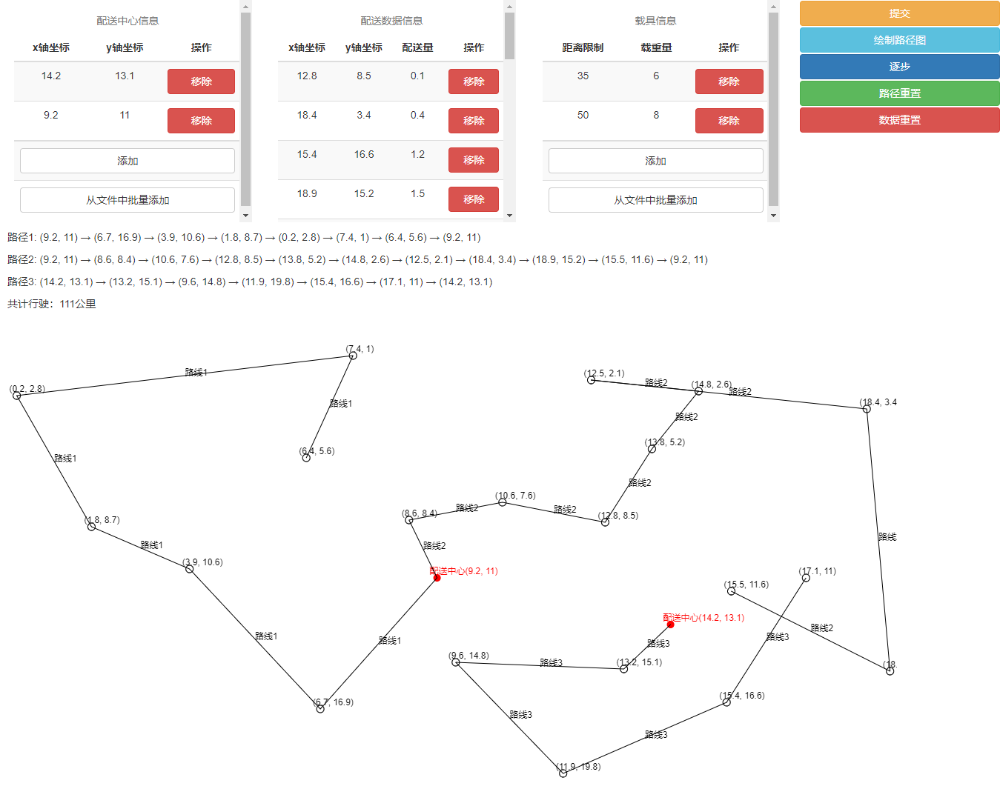 配送中心信息
x轴坐标 y轴坐标 操作
14.2 13.1 移除
9.2 11 移除
添加
从文件中批量添加
配送数据信息
x轴坐标 y轴坐标 配送量 操作
12.8 8.5 0.1 移除
18.4 3.4 0.4 移除
15.4 16.6 1.2 移除
18.9 15.2 1.5 移除
载具信息
距离限制 载重量 操作
35 6 移除
50 8 移除
添加
从文件中批量添加
提交
绘制路径图
逐步
路径重置
数据重置
路径1: (9.2, 11) → (6.7, 16.9) → (3.9, 10.6) → (1.8, 8.7) → (0.2, 2.8) → (7.4, 1) → (6.4, 5.6) → (9.2, 11)
路径2: (9.2, 11) → (8.6, 8.4) → (10.6, 7.6) → (12.8, 8.5) → (13.8, 5.2) → (14.8, 2.6) → (12.5, 2.1) → (18.4, 3.4) → (18.9, 15.2) → (15.5, 11.6) → (9.2, 11)
路径3: (14.2, 13.1) → (13.2, 15.1) → (9.6, 14.8) → (11.9, 19.8) → (15.4, 16.6) → (17.1, 11) → (14.2, 13.1)
共计行驶：111公里
(7.4, 1)
路线1
(12.5, 2.1)
路线2
(14.8, 2.6)
路线2
(0.2, 2.8)
(18.4, 3.4
路线1
路线2
(13.8, 5.2)
(6.4, 5.6)
路线1
路线2
(10.6, 7.6)
路线2
路线2
(8.6, 8.4)
(12.8, 8.5)
(1.8, 8.7)
路线
路线1
路线2
(3.9, 10.6)
配送中心(9.2, 11)
(17.1, 11)
(15.5, 11.6)
配送中心(14.2, 13.1)
路线2
路线1
路线3
路线1
路线3
(9.6, 14.8)
路线3
(13.2, 15.1)
(18.
(15.4, 16.6)
(6.7, 16.9)
路线3
路线3
(11.9, 19.8)